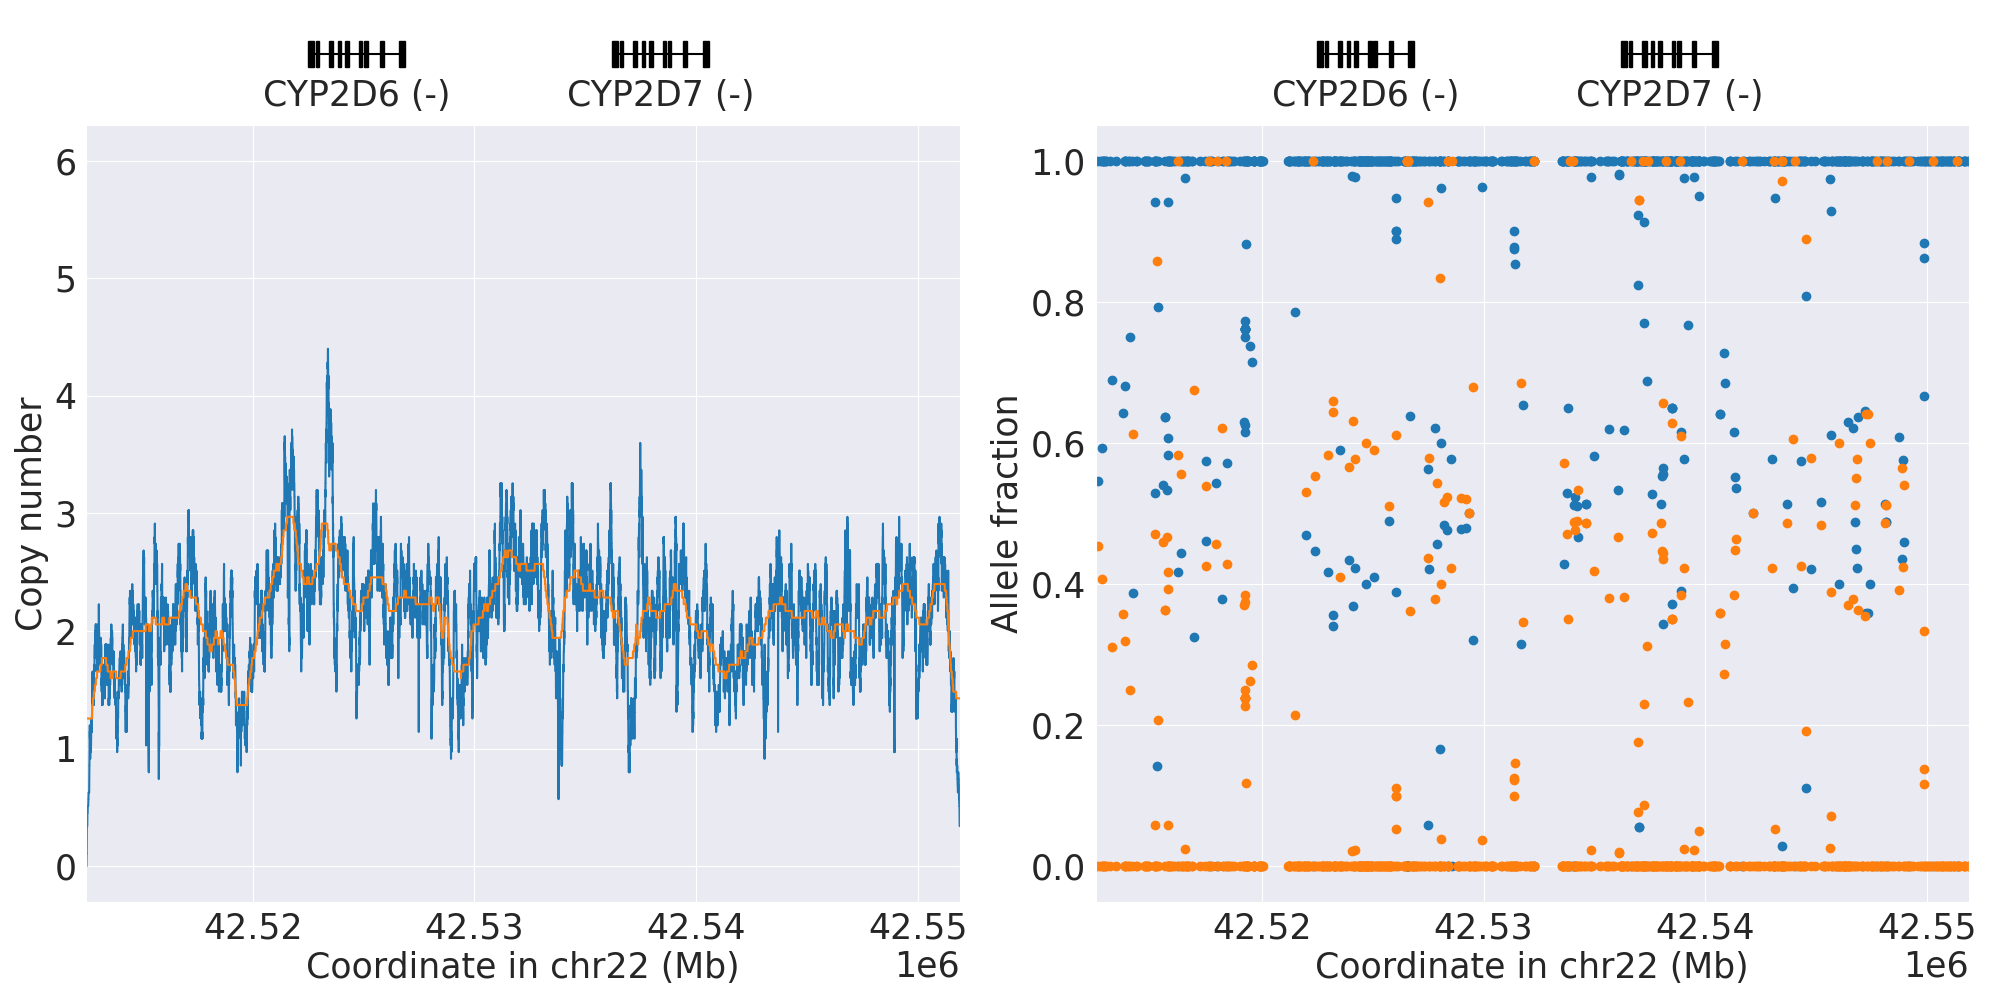 CYP2D6 (-) CYP2D7 (-)
6
5
4
3
2
1
0
Copy number
42.52 42.53 42.54 42.55
Coordinate in chr22 (Mb)
1e6
CYP2D6 (-) CYP2D7 (-)
1.0
0.8
0.6
0.4
0.2
0.0
Allele fraction
42.52 42.53 42.54 42.55
Coordinate in chr22 (Mb)
1e6